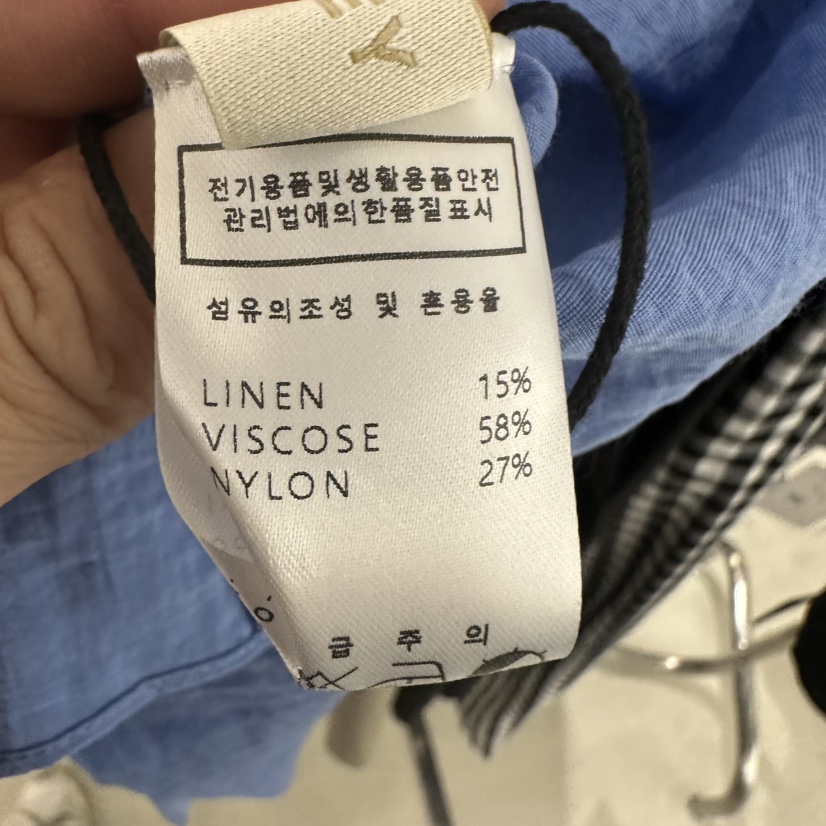 EY
전기용품및생활용품안전
관리법에의한품질표시
섬유의조성 및 혼용율
LINEN 15%
VISCOSE 58%
NYLON 27%
급 주 의